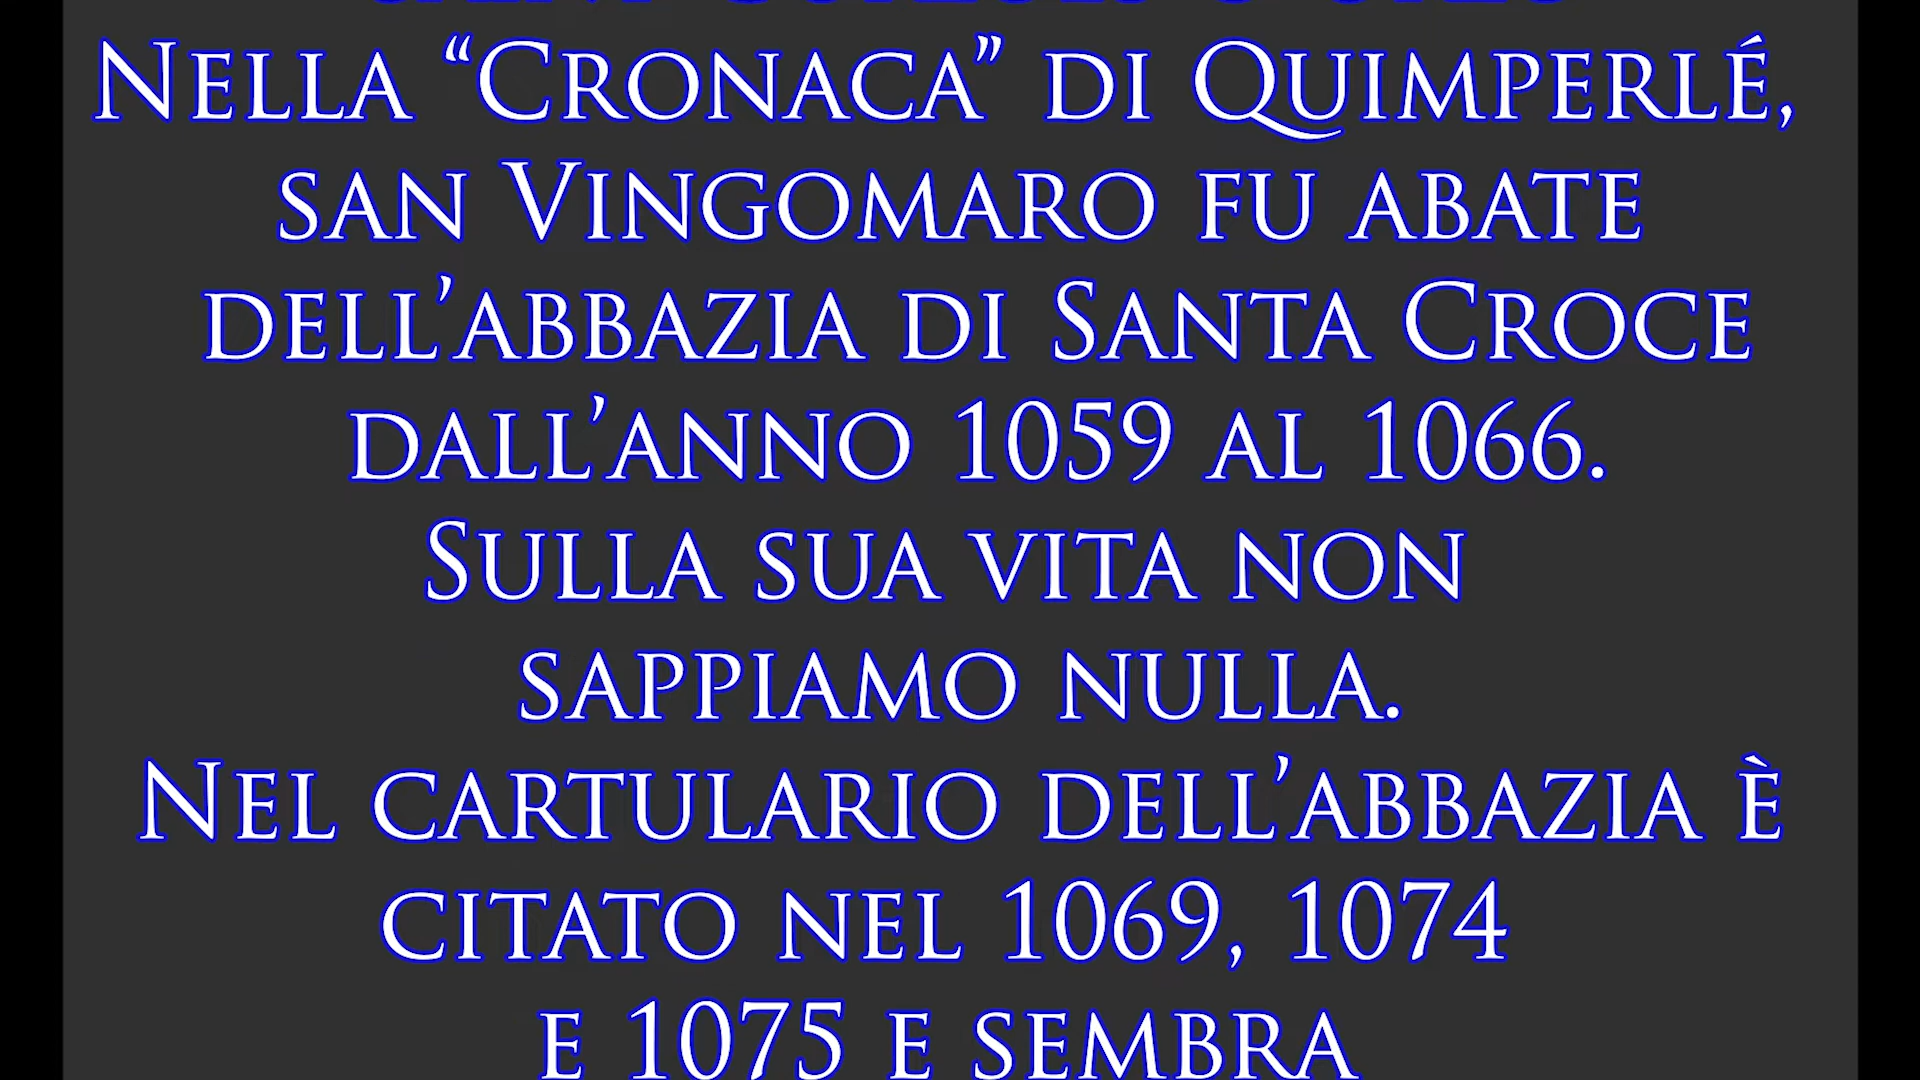 Nella “Cronaca” di Quimperlé,
san Vingomaro fu abate
dell’abbazia di Santa Croce
dall’anno 1059 al 1066.
Sulla sua vita non
sappiamo nulla.
Nel cartulario dell’abbazia è
citato nel 1069, 1074
e 1075 e sembra